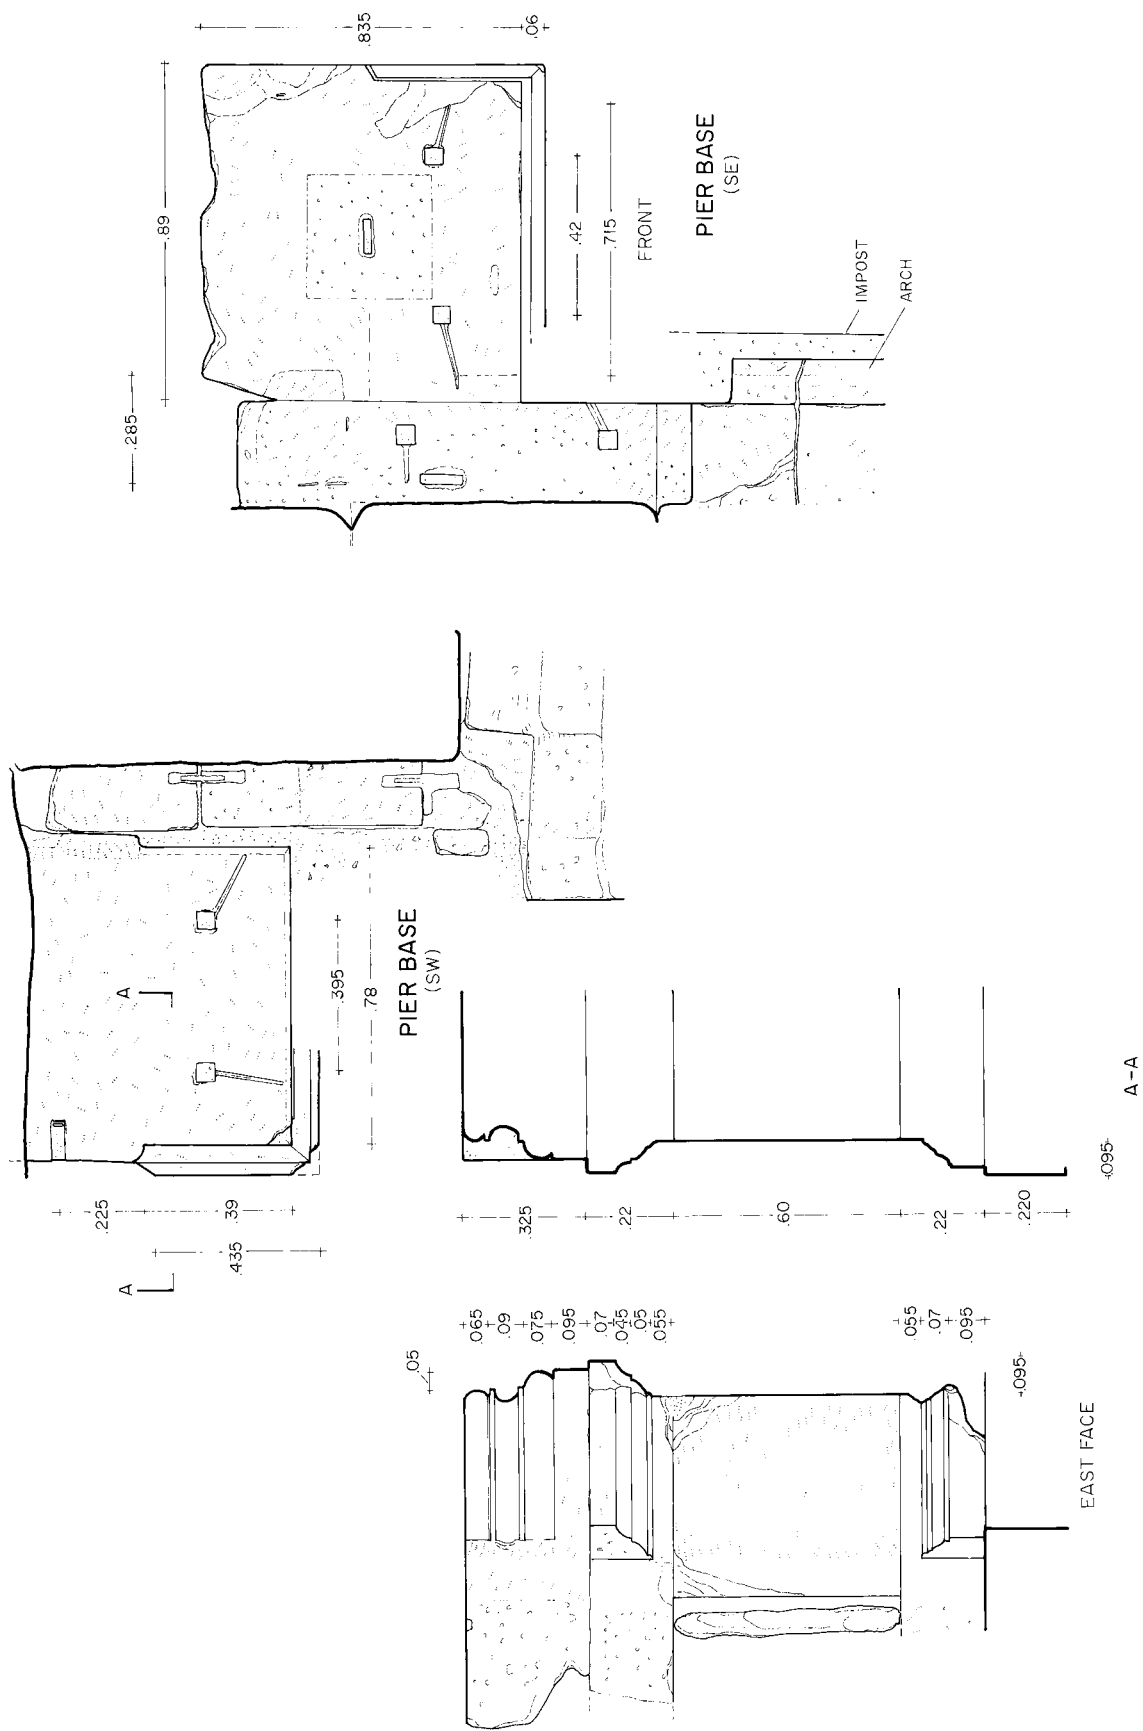 .835
.06
.89
.285
.42
.715
FRONT
PIER BASE
(SE)
IMPOST
ARCH
A
.395
.78
PIER BASE
(SW)
.225
.39
.435
A
.325
.22
.60
.22
.220
.095
A-A
.05
.065
.09
.075
.095
.07
.045
.05
.055
.055
.07
.095
.095
EAST FACE